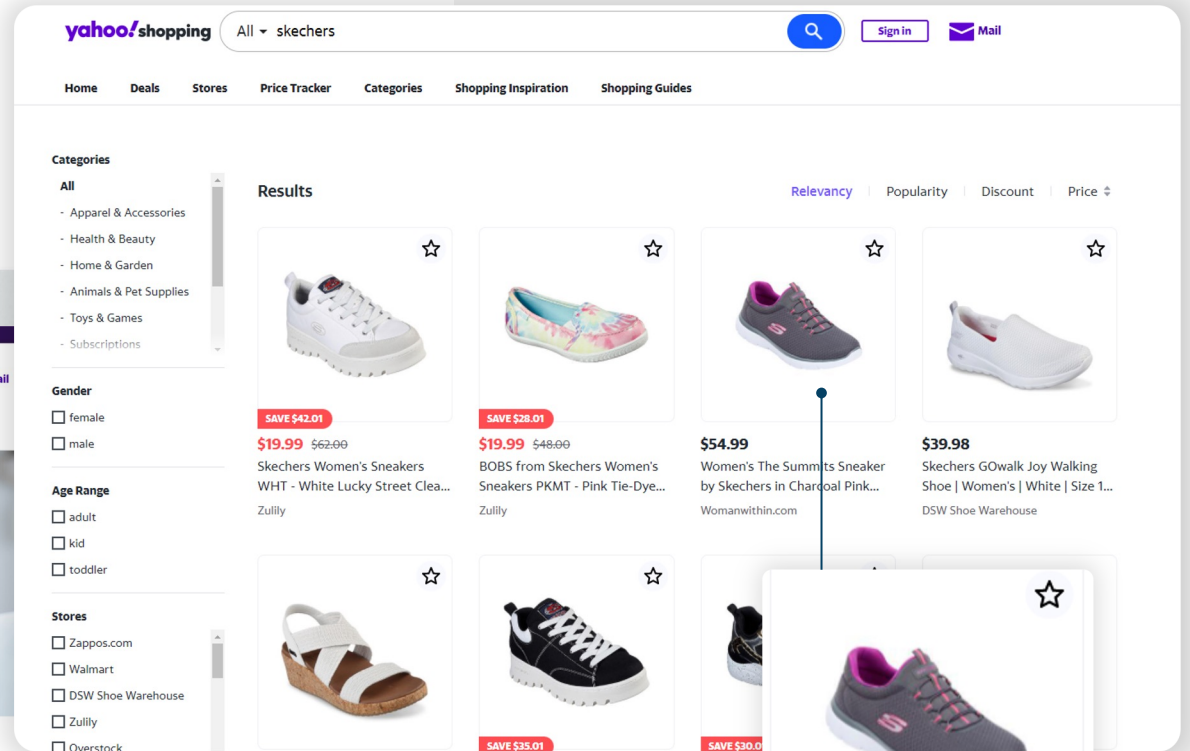 yahoo!shopping
All skechers
Sign in
Mail
Home Deals Stores Price Tracker Categories Shopping Inspiration Shopping Guides
Categories
All
- Apparel & Accessories
- Health & Beauty
- Home & Garden
- Animals & Pet Supplies
- Toys & Games
- Subscriptions
Gender
female
male
Age Range
adult
kid
toddler
Stores
Zappos.com
Walmart
DSW Shoe Warehouse
Zulily
Overstock
Results
Relevancy Popularity Discount Price
SAVE $42.01
$19.99 $62.00
Skechers Women's Sneakers
WHT - White Lucky Street Clea...
Zulily
SAVE $28.01
$19.99 $48.00
BOBS from Skechers Women's
Sneakers PKMT - Pink Tie-Dye...
Zulily
$54.99
Women's The Summits Sneaker
by Skechers in Charcoal Pink...
Womanwithin.com
$39.98
Skechers GOwalk Joy Walking
Shoe | Women's | White | Size 1...
DSW Shoe Warehouse
SAVE $35.01
SAVE $30.0